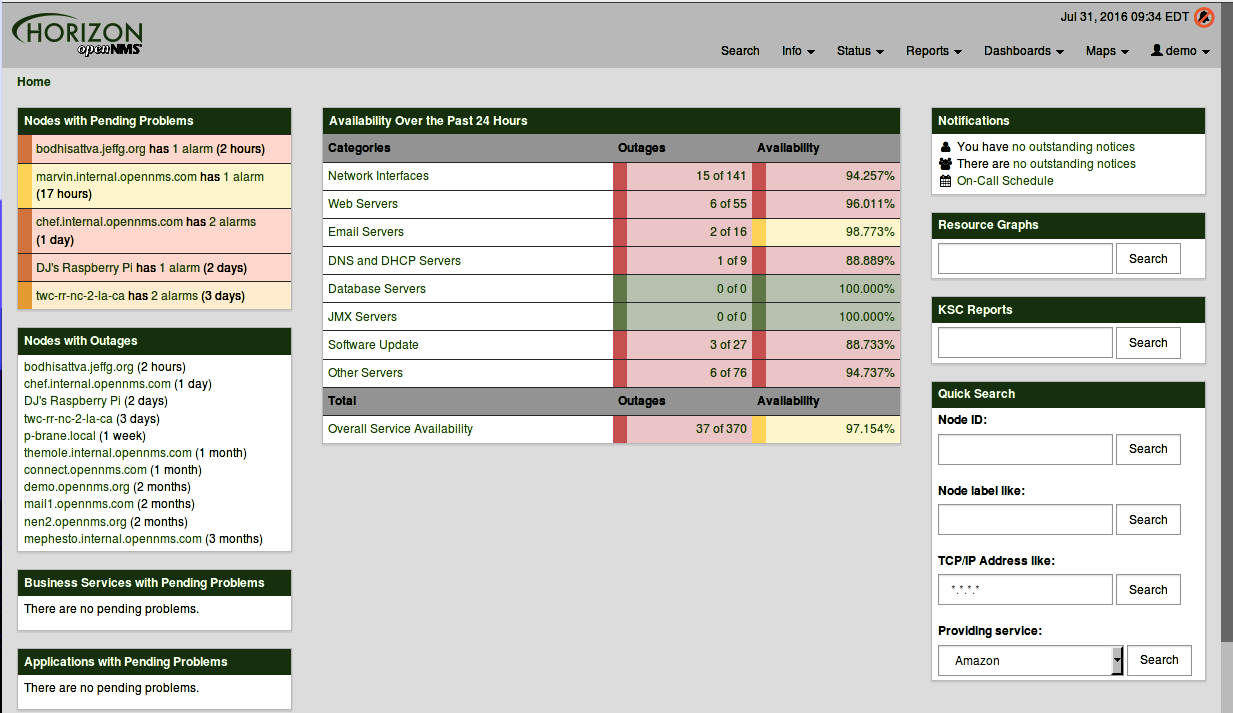 HORIZON
openNMS
Jul 31, 2016 09:34 EDT
Search Info Status Reports Dashboards Maps demo
Home
Nodes with Pending Problems
bodhisattva.jeffg.org has 1 alarm (2 hours)
marvin.internal.opennms.com has 1 alarm
(17 hours)
chef.internal.opennms.com has 2 alarms
(1 day)
DJ's Raspberry Pi has 1 alarm (2 days)
twc-rr-nc-2-la-ca has 2 alarms (3 days)
Nodes with Outages
bodhisattva.jeffg.org (2 hours)
chef.internal.opennms.com (1 day)
DJ's Raspberry Pi (2 days)
twc-rr-nc-2-la-ca (3 days)
p-brane.local (1 week)
themole.internal.opennms.com (1 month)
connect.opennms.com (1 month)
demo.opennms.org (2 months)
mail1.opennms.com (2 months)
nen2.opennms.org (2 months)
mephesto.internal.opennms.com (3 months)
Business Services with Pending Problems
There are no pending problems.
Applications with Pending Problems
There are no pending problems.
Availability Over the Past 24 Hours
Categories Outages Availability
Network Interfaces 15 of 141 94.257%
Web Servers 6 of 55 96.011%
Email Servers 2 of 16 98.773%
DNS and DHCP Servers 1 of 9 88.889%
Database Servers 0 of 0 100.000%
JMX Servers 0 of 0 100.000%
Software Update 3 of 27 88.733%
Other Servers 6 of 76 94.737%
Total Outages Availability
Overall Service Availability 37 of 370 97.154%
Notifications
You have no outstanding notices
There are no outstanding notices
On-Call Schedule
Resource Graphs
Search
KSC Reports
Search
Quick Search
Node ID:
Search
Node label like:
Search
TCP/IP Address like:
*.*.*.* Search
Providing service:
Amazon Search